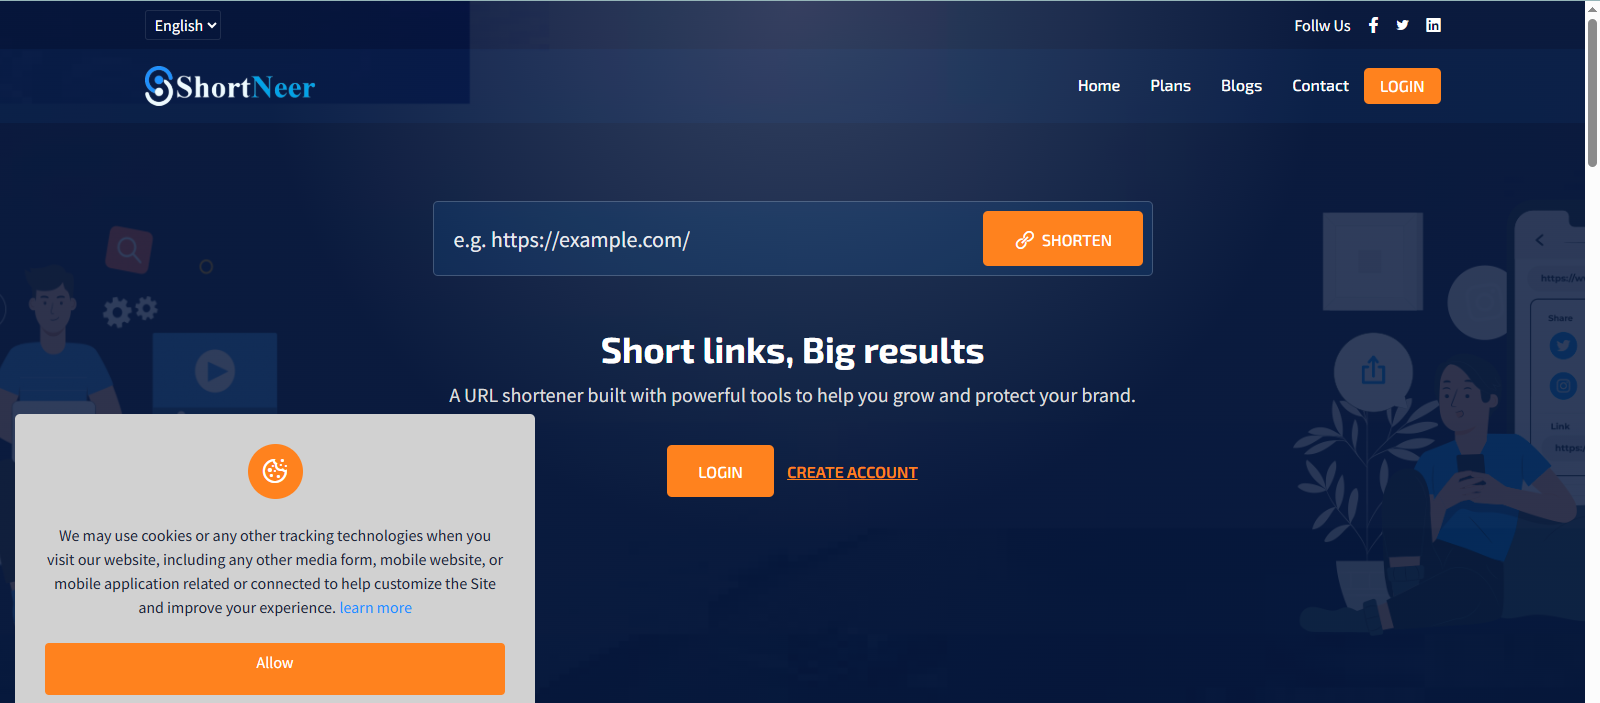 English
Follw Us
ShortNeer
Home
Plans
Blogs
Contact
LOGIN
e.g. https://example.com/
SHORTEN
Short links, Big results
A URL shortener built with powerful tools to help you grow and protect your brand.
LOGIN
CREATE ACCOUNT
We may use cookies or any other tracking technologies when you
visit our website, including any other media form, mobile website, or
mobile application related or connected to help customize the Site
and improve your experience. learn more
Allow
Share
Link